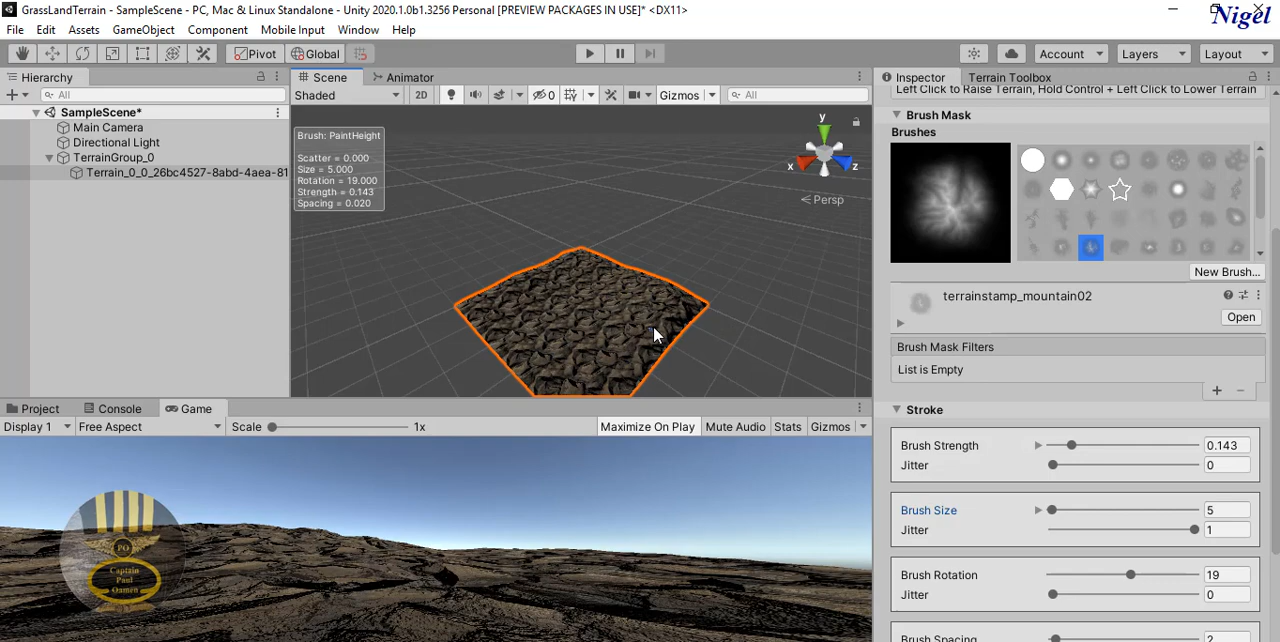 GrassLandTerrain - SampleScene - PC, Mac & Linux Standalone - Unity 2020.1.0b1.3256 Personal [PREVIEW PACKAGES IN USE]* <DX11>
Nigel
File Edit Assets GameObject Component Mobile Input Window Help
Pivot Global Account Layers Layout
Hierarchy Scene Animator Inspector Terrain Toolbox
All Shaded 2D 0 Gizmos All Left Click to Raise Terrain, Hold Control + Left Click to Lower Terrain
SampleScene*
Main Camera
Directional Light
TerrainGroup_0
Terrain_0_0_26bc4527-8abd-4aea-81
Brush: PaintHeight
Scatter = 0.000
Size = 5.000
Rotation = 19.000
Strength = 0.143
Spacing = 0.020
y
x z
Persp
Brush Mask
Brushes
New Brush...
terrainstamp_mountain02
Open
Brush Mask Filters
List is Empty
Stroke
Brush Strength 0.143
Jitter 0
Brush Size 5
Jitter 1
Brush Rotation 19
Jitter 0
Brush Spacing 2
Project Console Game
Display 1 Free Aspect Scale 1x Maximize On Play Mute Audio Stats Gizmos
PO
Captain
Paul
Oamen